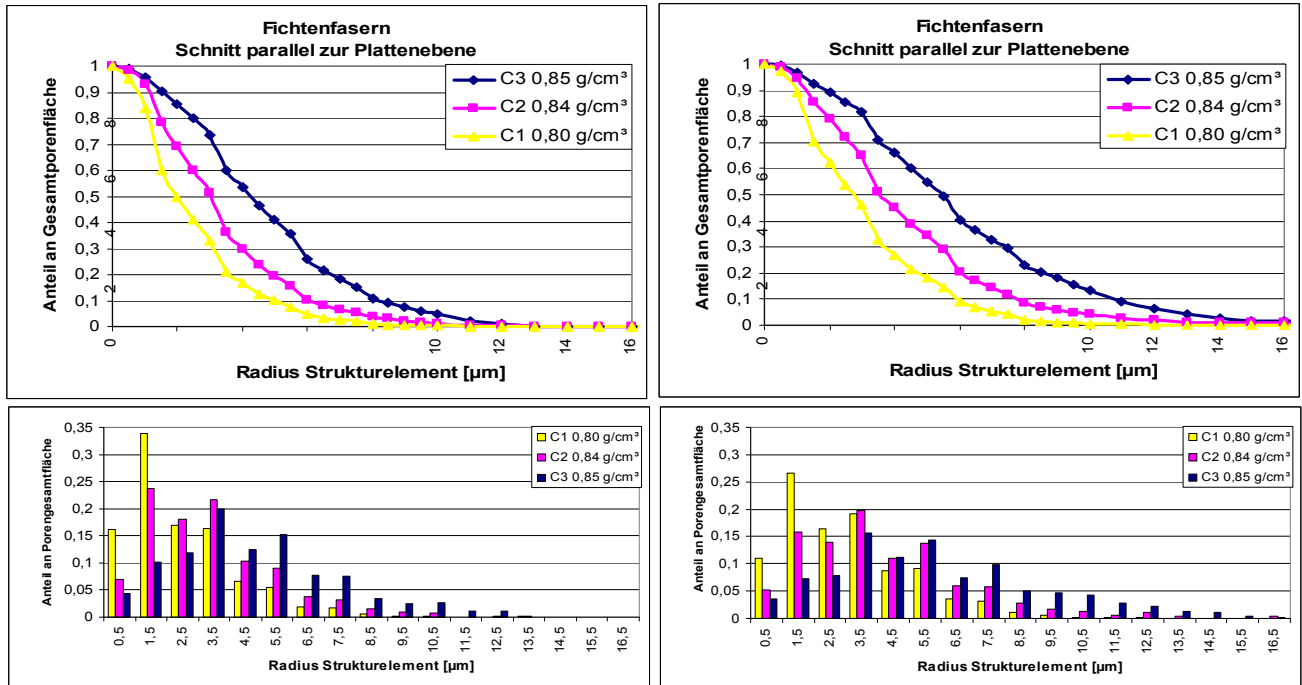 Fichtenfasern
Schnitt parallel zur Plattenebene
C3 0,85 g/cm³
C2 0,84 g/cm³
C1 0,80 g/cm³
Anteil an Gesamtporenfläche
1
0,9
0,8
0,7
0,6
0,5
0,4
0,3
0,2
0,1
0
8
6
4
2
0
10
12
14
16
Radius Strukturelement [µm]
Fichtenfasern
Schnitt parallel zur Plattenebene
C3 0,85 g/cm³
C2 0,84 g/cm³
C1 0,80 g/cm³
Anteil an Gesamtporenfläche
1
0,9
0,8
0,7
0,6
0,5
0,4
0,3
0,2
0,1
0
8
6
4
2
0
10
12
14
16
Radius Strukturelement [µm]
C1 0,80 g/cm³
C2 0,84 g/cm³
C3 0,85 g/cm³
Anteil an Porengesamtfläche
0,35
0,3
0,25
0,2
0,15
0,1
0,05
0
0,5 1,5 2,5 3,5 4,5 5,5 6,5 7,5 8,5 9,5 10,5 11,5 12,5 13,5 14,5 15,5 16,5
Radius Strukturelement [µm]
C1 0,80 g/cm³
C2 0,84 g/cm³
C3 0,85 g/cm³
Anteil an Porengesamtfläche
0,35
0,3
0,25
0,2
0,15
0,1
0,05
0
0,5 1,5 2,5 3,5 4,5 5,5 6,5 7,5 8,5 9,5 10,5 11,5 12,5 13,5 14,5 15,5 16,5
Radius Strukturelement [µm]